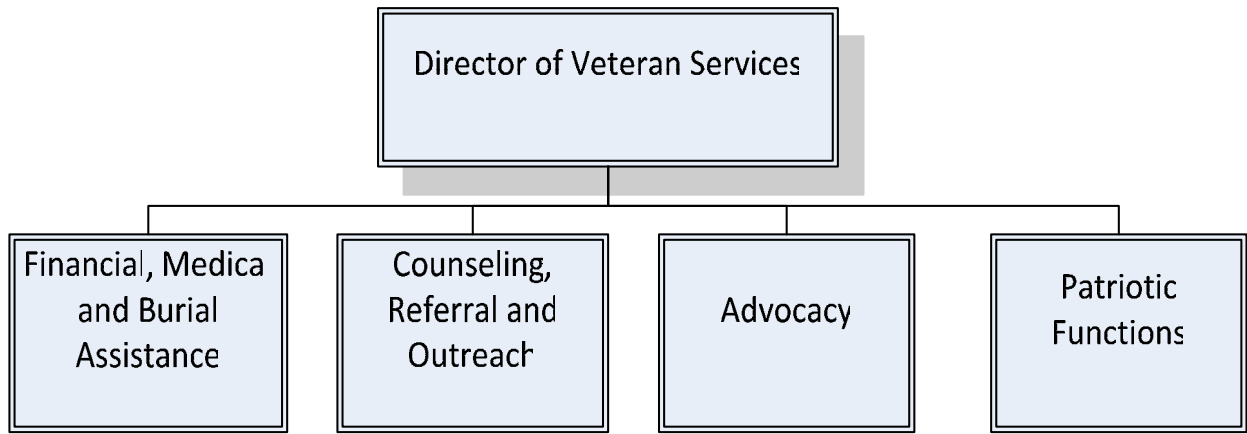 Director of Veteran Services
Financial, Medica
and Burial
Assistance
Counseling,
Referral and
Outreach
Advocacy
Patriotic
Functions